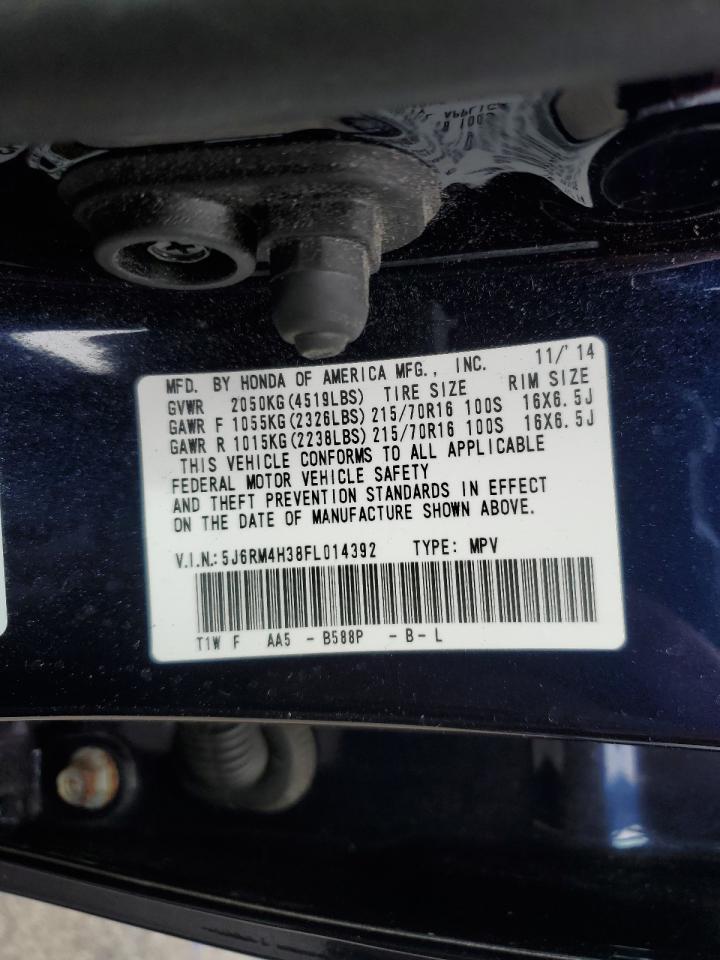 MFD. BY HONDA OF AMERICA MFG., INC. 11/'14
GVWR 2050KG(4519LBS) TIRE SIZE RIM SIZE
GAWR F 1055KG(2326LBS) 215/70R16 100S 16X6.5J
GAWR R 1015KG(2238LBS) 215/70R16 100S 16X6.5J
THIS VEHICLE CONFORMS TO ALL APPLICABLE
FEDERAL MOTOR VEHICLE SAFETY
AND THEFT PREVENTION STANDARDS IN EFFECT
ON THE DATE OF MANUFACTURE SHOWN ABOVE.
V.I.N.: 5J6RM4H38FL014392 TYPE: MPV
T1W F AA5 - B588P - B - L